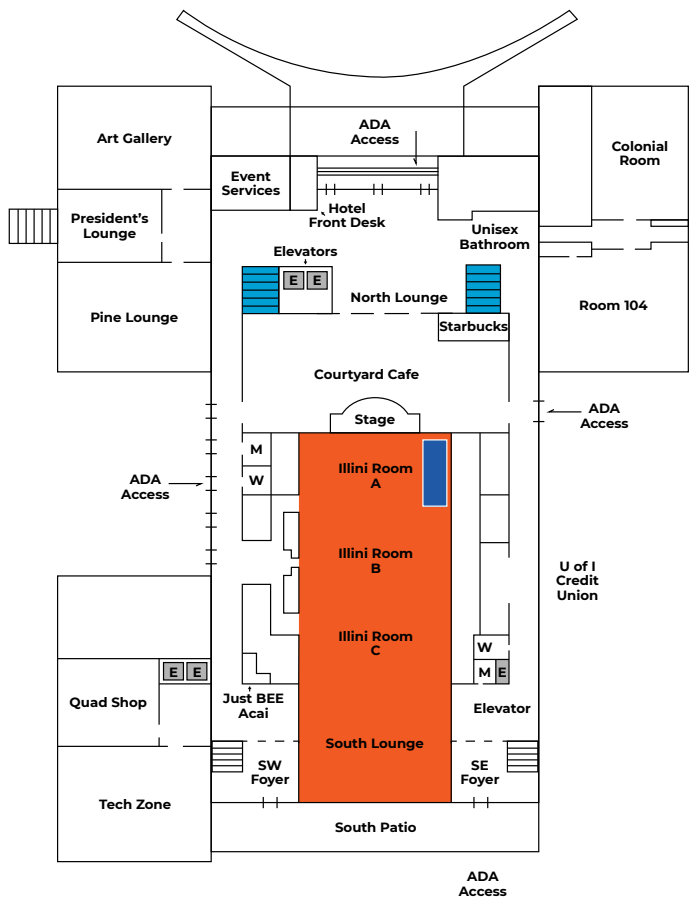 ADA
Access
Art Gallery
Colonial
Room
Event
Services
President's
Lounge
Hotel
Front Desk
Unisex
Bathroom
Elevators
E E
North Lounge
Pine Lounge
Room 104
Starbucks
Courtyard Cafe
ADA
Access
Stage
M
Illini Room
A
W
ADA
Access
Illini Room
B
U of I
Credit
Union
Illini Room
C
W
E E
M E
Quad Shop
Just BEE
Acai
Elevator
South Lounge
SW
Foyer
SE
Foyer
Tech Zone
South Patio
ADA
Access